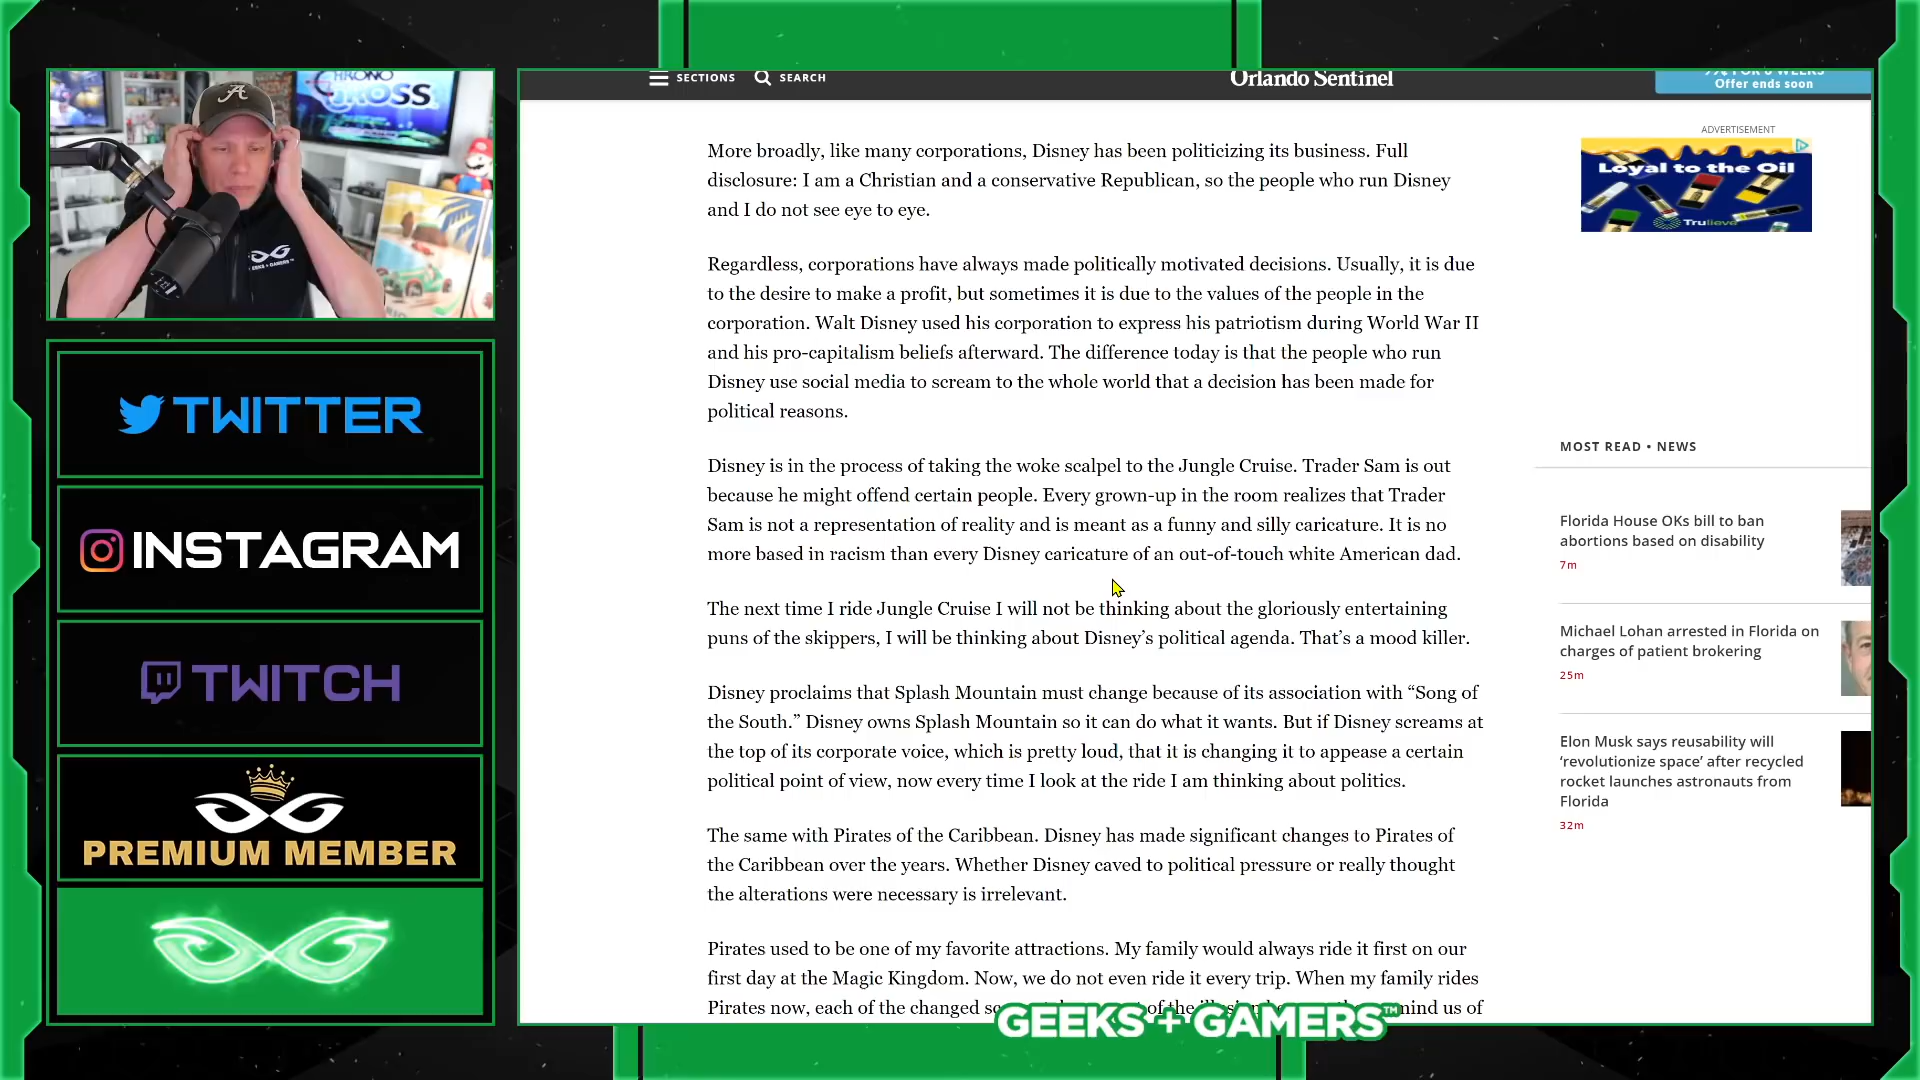 CHRONO
CROSS
GEEKS + GAMERS
TWITTER
INSTAGRAM
TWITCH
PREMIUM MEMBER
SECTIONS
SEARCH
Orlando Sentinel
Offer ends soon
More broadly, like many corporations, Disney has been politicizing its business. Full
disclosure: I am a Christian and a conservative Republican, so the people who run Disney
and I do not see eye to eye.
Regardless, corporations have always made politically motivated decisions. Usually, it is due
to the desire to make a profit, but sometimes it is due to the values of the people in the
corporation. Walt Disney used his corporation to express his patriotism during World War II
and his pro-capitalism beliefs afterward. The difference today is that the people who run
Disney use social media to scream to the whole world that a decision has been made for
political reasons.
Disney is in the process of taking the woke scalpel to the Jungle Cruise. Trader Sam is out
because he might offend certain people. Every grown-up in the room realizes that Trader
Sam is not a representation of reality and is meant as a funny and silly caricature. It is no
more based in racism than every Disney caricature of an out-of-touch white American dad.
The next time I ride Jungle Cruise I will not be thinking about the gloriously entertaining
puns of the skippers, I will be thinking about Disney’s political agenda. That’s a mood killer.
Disney proclaims that Splash Mountain must change because of its association with “Song of
the South.” Disney owns Splash Mountain so it can do what it wants. But if Disney screams at
the top of its corporate voice, which is pretty loud, that it is changing it to appease a certain
political point of view, now every time I look at the ride I am thinking about politics.
The same with Pirates of the Caribbean. Disney has made significant changes to Pirates of
the Caribbean over the years. Whether Disney caved to political pressure or really thought
the alterations were necessary is irrelevant.
Pirates used to be one of my favorite attractions. My family would always ride it first on our
first day at the Magic Kingdom. Now, we do not even ride it every trip. When my family rides
Pirates now, each of the changed of the us of
ADVERTISEMENT
Loyal to the Oil
Trulieve
MOST READ • NEWS
Florida House OKs bill to ban
abortions based on disability
7m
Michael Lohan arrested in Florida on
charges of patient brokering
25m
Elon Musk says reusability will
‘revolutionize space’ after recycled
rocket launches astronauts from
Florida
32m
GEEKS + GAMERS™